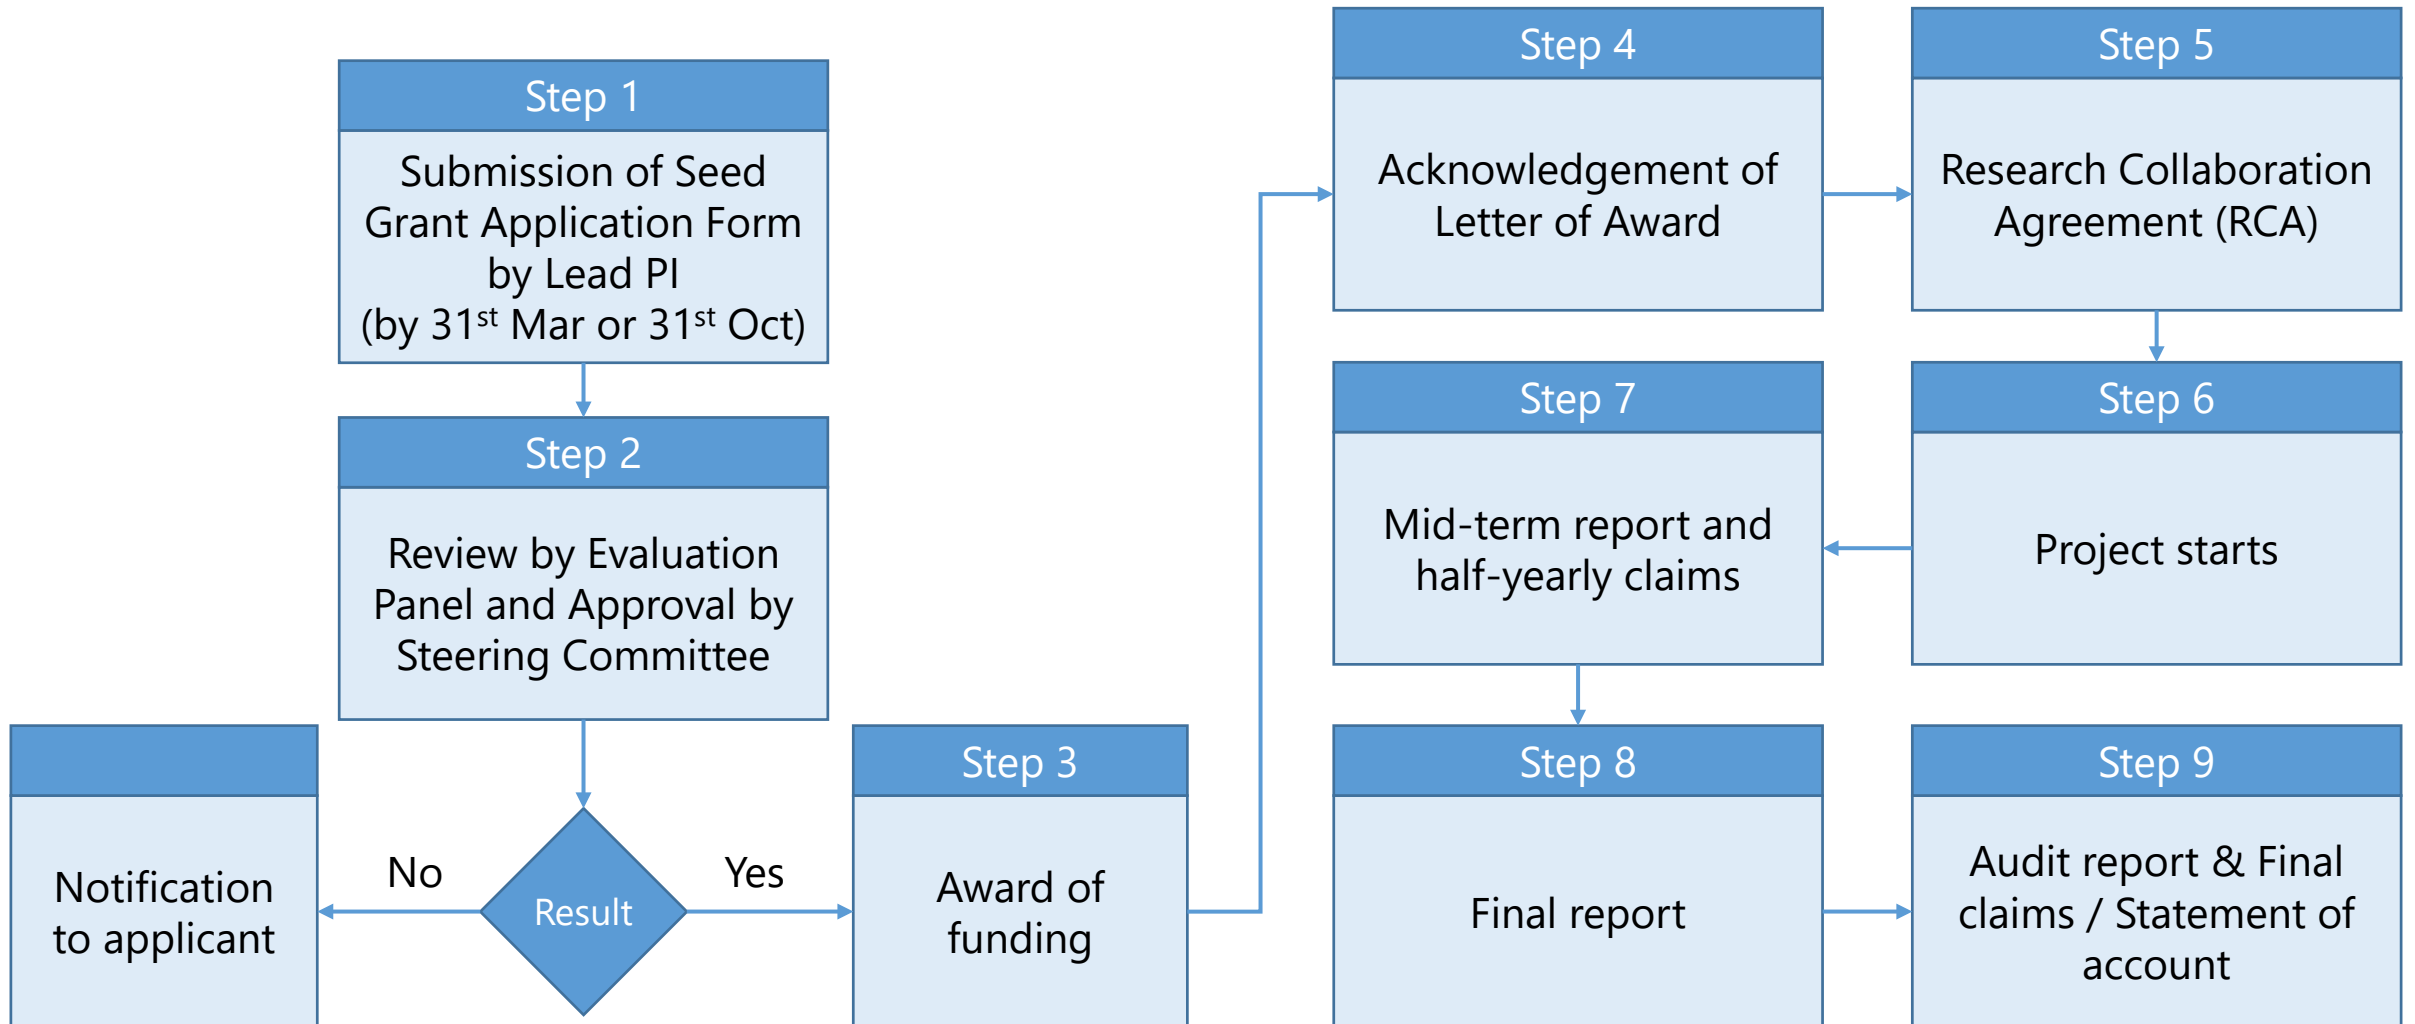 Step 1
Submission of Seed
Grant Application Form
by Lead PI
(by 31st Mar or 31st Oct)
Step 2
Review by Evaluation
Panel and Approval by
Steering Committee
Result
No
Notification
to applicant
Yes
Step 3
Award of
funding
Step 4
Acknowledgement of
Letter of Award
Step 5
Research Collaboration
Agreement (RCA)
Step 6
Project starts
Step 7
Mid-term report and
half-yearly claims
Step 8
Final report
Step 9
Audit report & Final
claims / Statement of
account